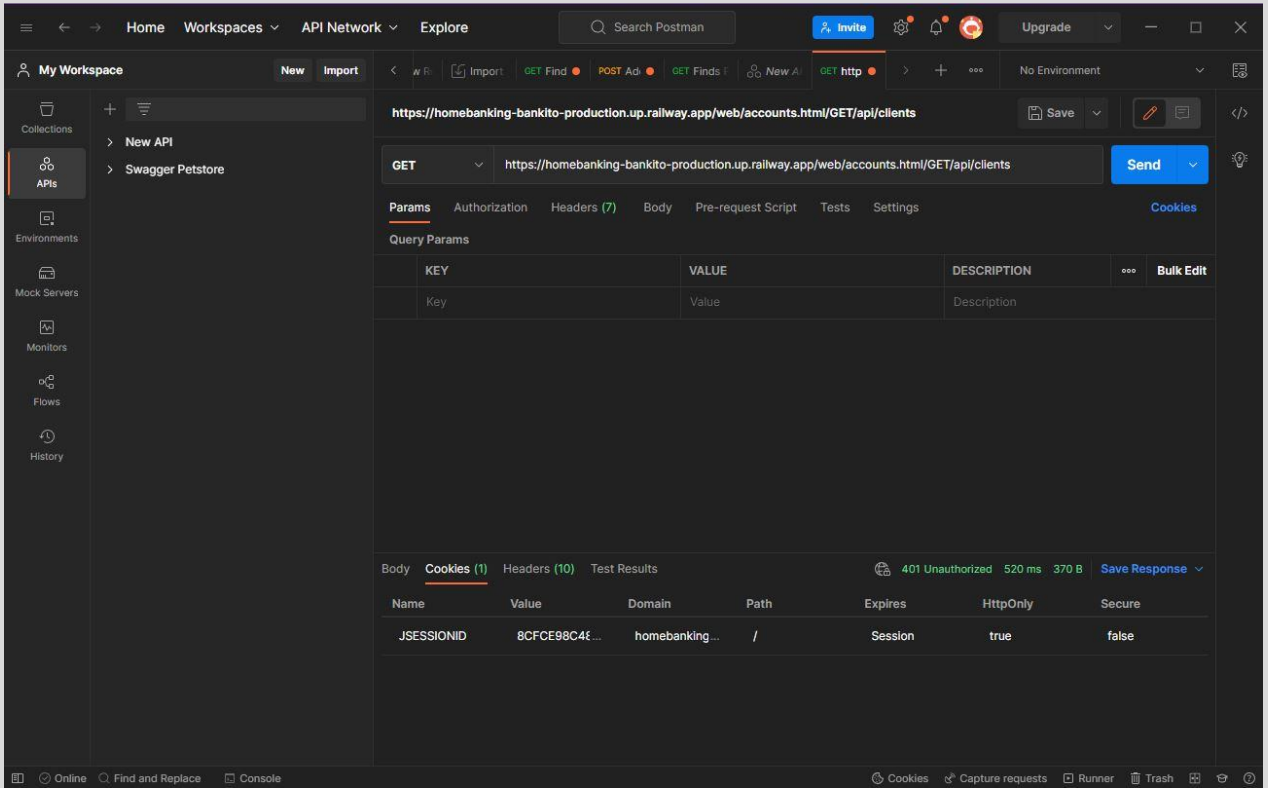 Home Workspaces API Network Explore Search Postman Invite Upgrade
My Workspace New Import
Import GET Find POST GET Finds New GET http No Environment
Collections
APIs
Environments
Mock Servers
Monitors
Flows
History
New API
Swagger Petstore
https://homebanking-bankito-production.up.railway.app/web/accounts.html/GET/api/clients Save
GET https://homebanking-bankito-production.up.railway.app/web/accounts.html/GET/api/clients Send
Params Authorization Headers (7) Body Pre-request Script Tests Settings Cookies
Query Params
KEY VALUE DESCRIPTION Bulk Edit
Key Value Description
Body Cookies (1) Headers (10) Test Results 401 Unauthorized 520 ms 370 B Save Response
Name Value Domain Path Expires HttpOnly Secure
JSESSIONID 8CFCE98C48... homebanking... / Session true false
Online Find and Replace Console Cookies Capture requests Runner Trash